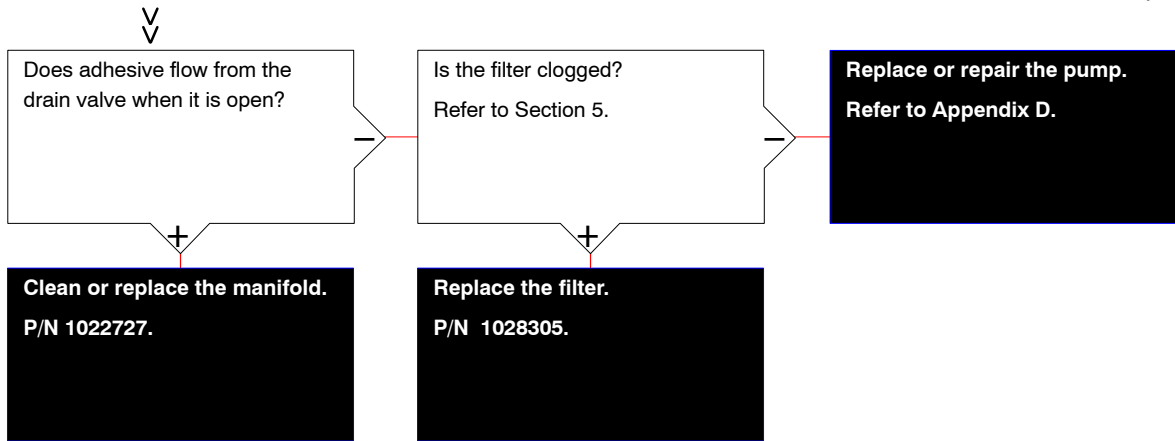 Does adhesive flow from the
drain valve when it is open?
Is the filter clogged?
Refer to Section 5.
Replace or repair the pump.
Refer to Appendix D.
−
−
+
+
Clean or replace the manifold.
P/N 1022727.
Replace the filter.
P/N 1028305.